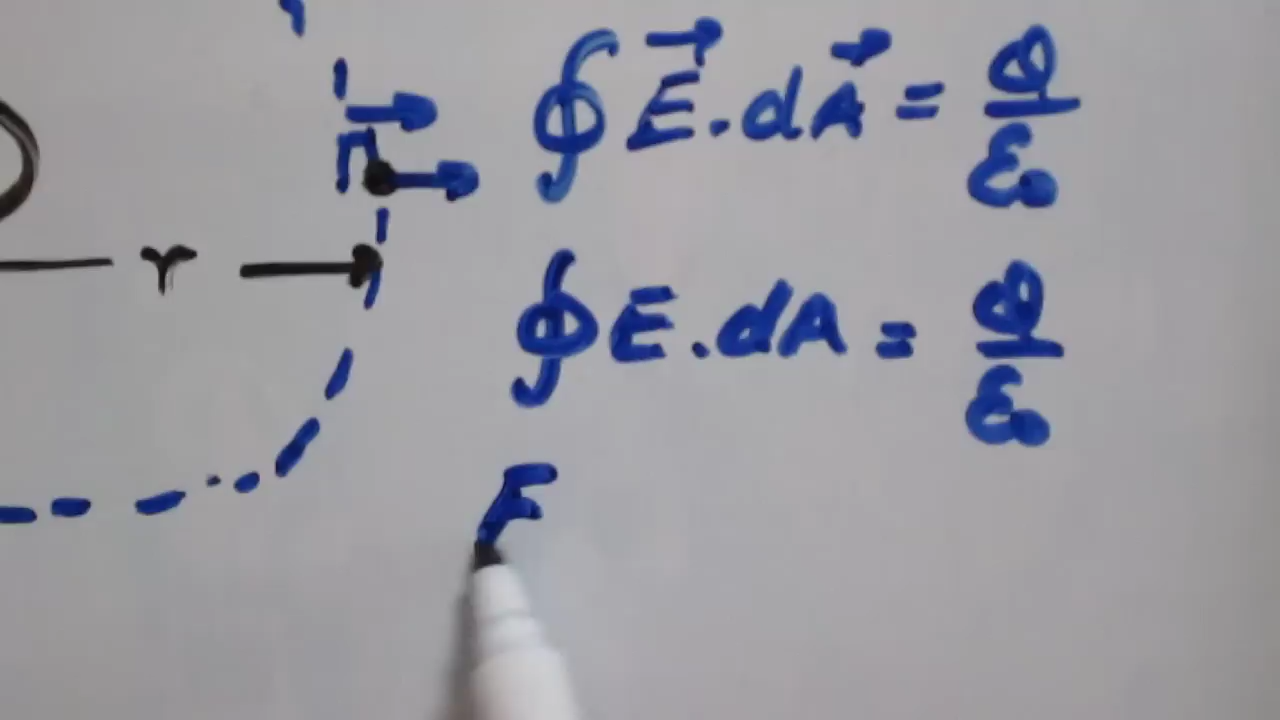 ∮ E⃗ . dA⃗ = Q/ε₀
r
∮ E . dA = Q/ε₀
E